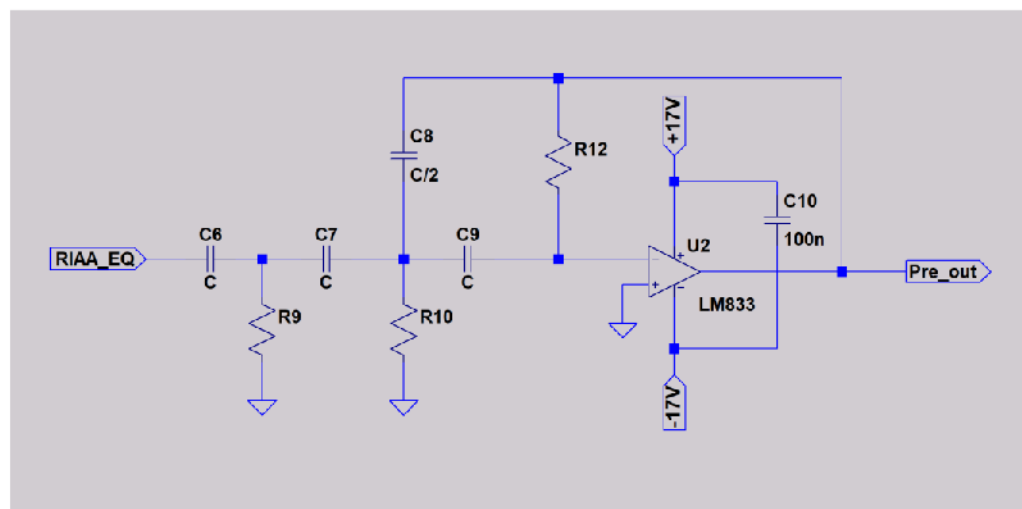 C8
C/2
R12
+17V
C10
100n
RIAA_EQ
C6
C
C7
C
C9
U2
+
-
-
+
LM833
Pre_out
R9
R10
-17V